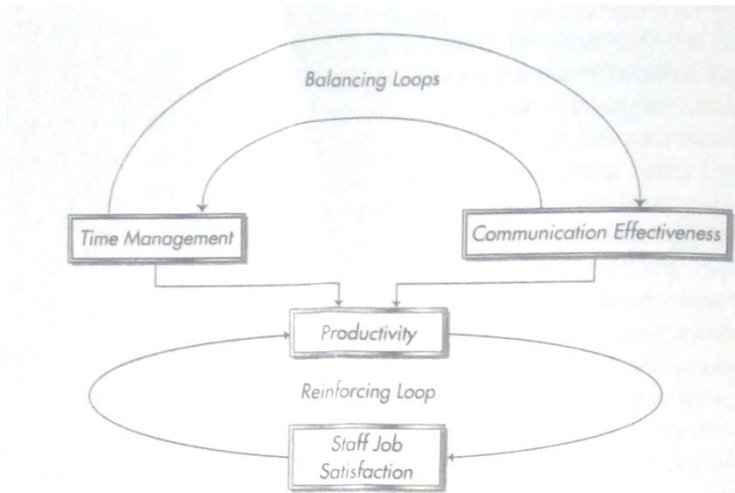 Balancing Loops
Time Management
Communication Effectiveness
Productivity
Reinforcing Loop
Staff Job
Satisfaction